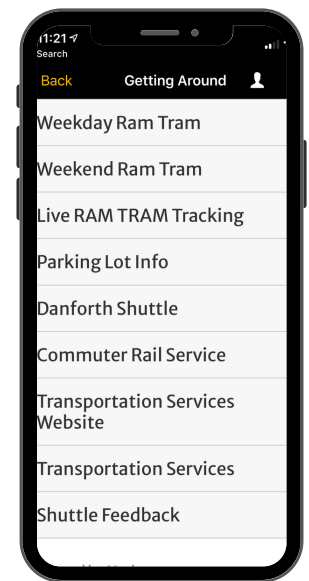 11:21
Search
Back Getting Around
Weekday Ram Tram
Weekend Ram Tram
Live RAM TRAM Tracking
Parking Lot Info
Danforth Shuttle
Commuter Rail Service
Transportation Services
Website
Transportation Services
Shuttle Feedback